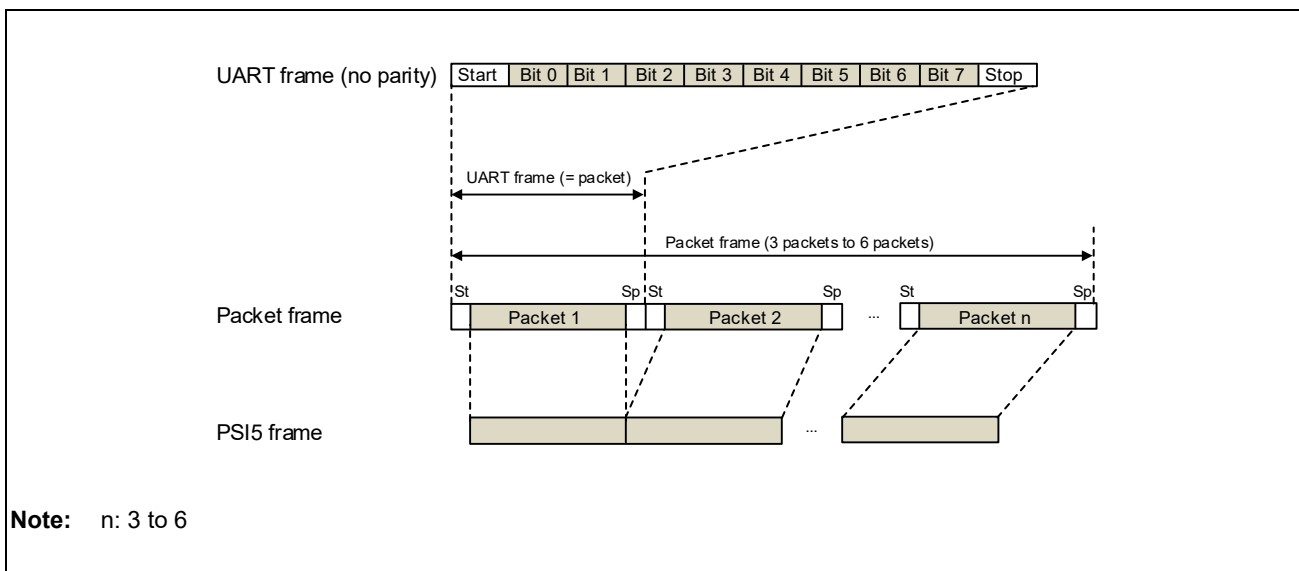 UART frame (no parity) Start Bit 0 Bit 1 Bit 2 Bit 3 Bit 4 Bit 5 Bit 6 Bit 7 Stop
UART frame (= packet)
Packet frame (3 packets to 6 packets)
St Sp St Sp St Sp
Packet frame Packet 1 Packet 2 ... Packet n
PSI5 frame ...
Note: n: 3 to 6